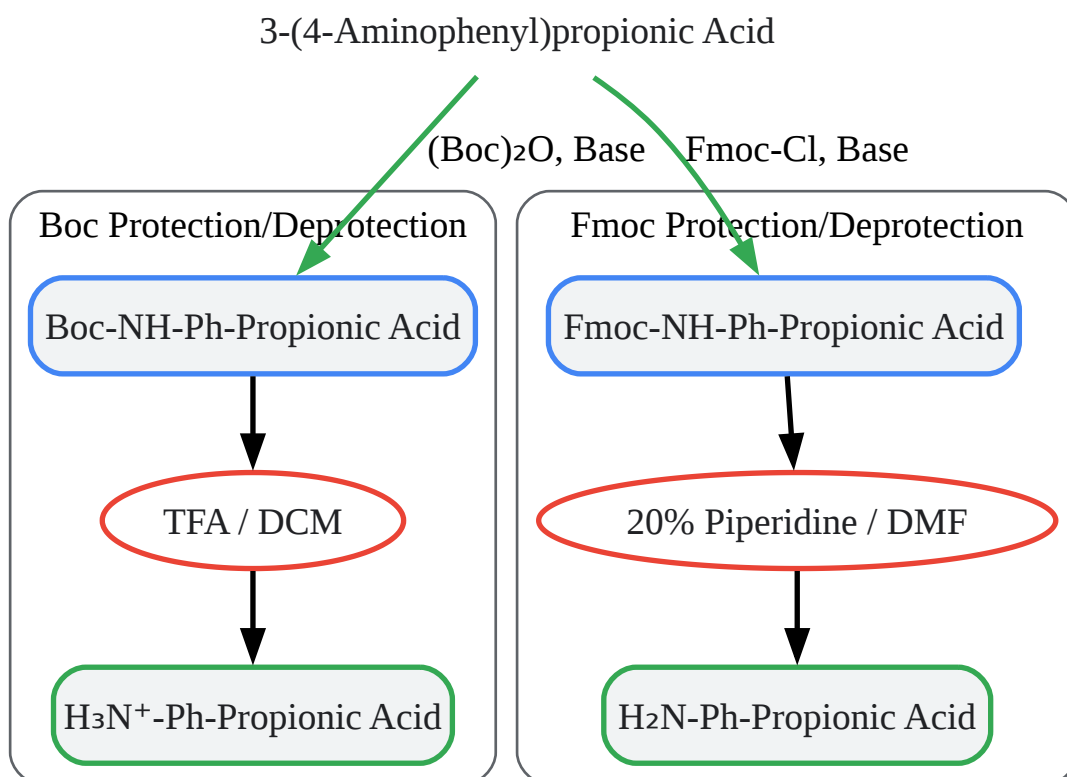 3-(4-Aminophenyl)propionic Acid
(Boc)₂O, Base
Fmoc-Cl, Base
Boc Protection/Deprotection
Fmoc Protection/Deprotection
Boc-NH-Ph-Propionic Acid
Fmoc-NH-Ph-Propionic Acid
TFA / DCM
20% Piperidine / DMF
H₃N⁺-Ph-Propionic Acid
H₂N-Ph-Propionic Acid